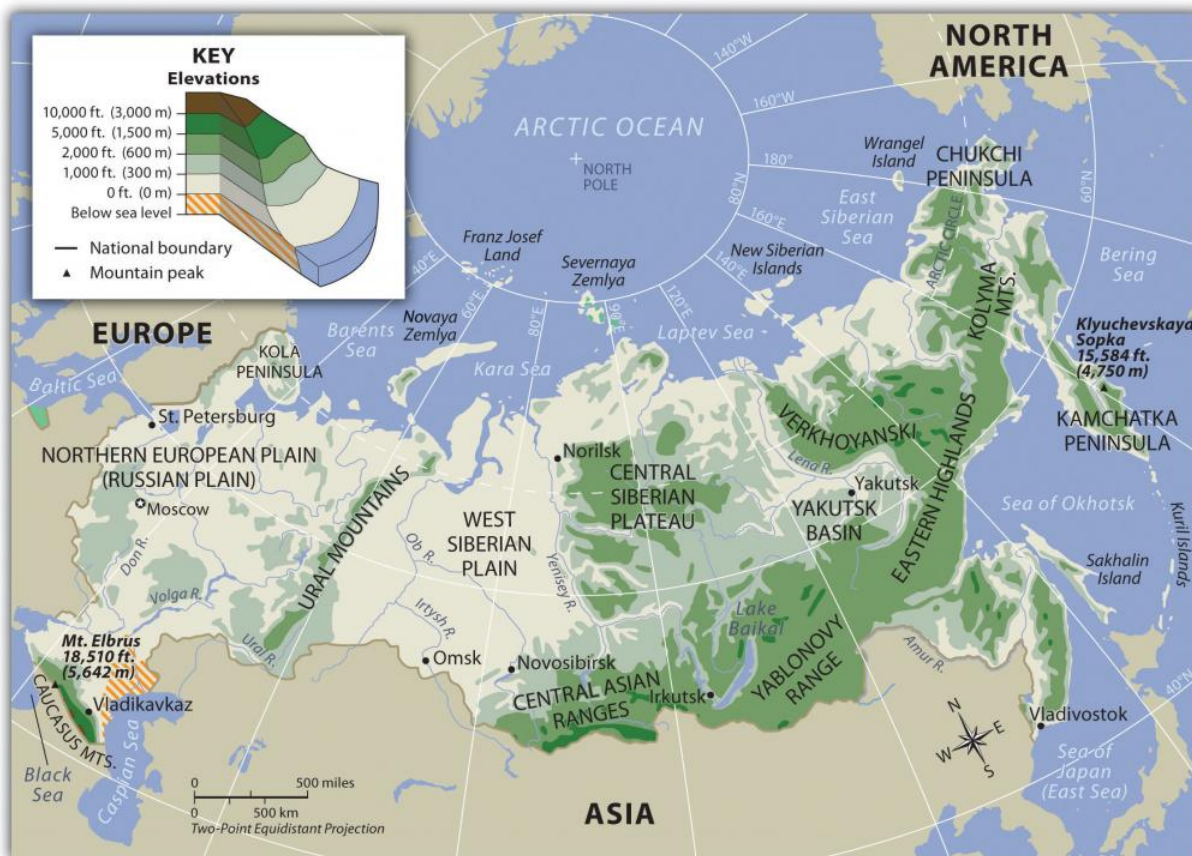 KEY
Elevations
10,000 ft. (3,000 m)
5,000 ft. (1,500 m)
2,000 ft. (600 m)
1,000 ft. (300 m)
0 ft. (0 m)
Below sea level
National boundary
Mountain peak
NORTH
AMERICA
140°W
160°W
180°
160°E
140°E
120°E
98°E
80°E
60°E
40°E
80°N
60°N
40°N
ARCTIC OCEAN
NORTH
POLE
Wrangel
Island
CHUKCHI
PENINSULA
East
Siberian
Sea
ARCTIC CIRCLE
Bering
Sea
New Siberian
Islands
Franz Josef
Land
Severnaya
Zemlya
Novaya
Zemlya
Barents
Sea
Kara Sea
Laptev Sea
KOLYMA
MTS.
Klyuchevskaya
Sopka
15,584 ft.
(4,750 m)
KAMCHATKA
PENINSULA
EUROPE
Baltic Sea
KOLA
PENINSULA
St. Petersburg
NORTHERN EUROPEAN PLAIN
(RUSSIAN PLAIN)
Moscow
Don R.
Volga R.
Ural R.
URAL MOUNTAINS
Ob R.
Irtysh R.
WEST
SIBERIAN
PLAIN
Yenisey R.
Norilsk
CENTRAL
SIBERIAN
PLATEAU
VERKHOYANSKI
Lena R.
Yakutsk
YAKUTSK
BASIN
EASTERN HIGHLANDS
Sea of Okhotsk
Kuril Islands
Sakhalin
Island
Mt. Elbrus
18,510 ft.
(5,642 m)
CAUCASUS MTS.
Vladikavkaz
Black
Sea
Caspian Sea
Omsk
Novosibirsk
CENTRAL ASIAN
RANGES
Irkutsk
Lake
Baikal
YABLONOVY
RANGE
Amur R.
Vladivostok
Sea of
Japan
(East Sea)
N
E
W
S
ASIA
0 500 miles
0 500 km
Two-Point Equidistant Projection